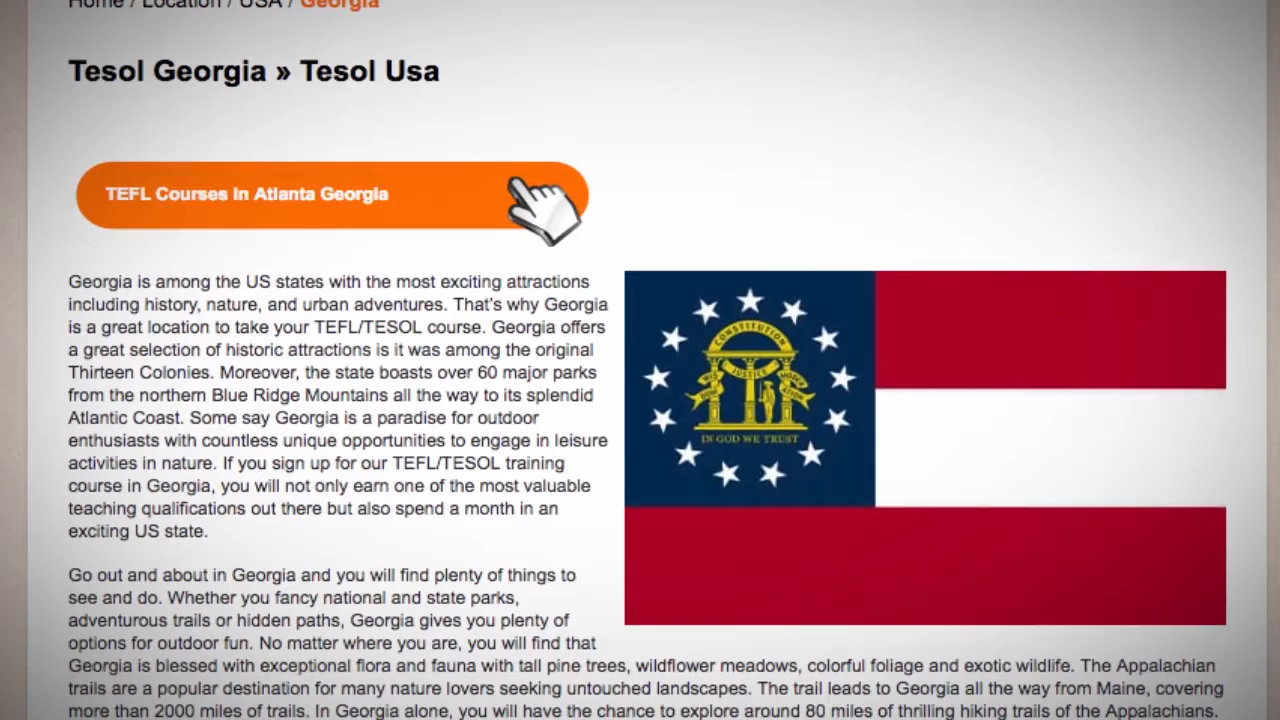 Home / Location / USA / Georgia
Tesol Georgia » Tesol Usa
TEFL Courses in Atlanta Georgia
Georgia is among the US states with the most exciting attractions
including history, nature, and urban adventures. That's why Georgia
is a great location to take your TEFL/TESOL course. Georgia offers
a great selection of historic attractions is it was among the original
Thirteen Colonies. Moreover, the state boasts over 60 major parks
from the northern Blue Ridge Mountains all the way to its splendid
Atlantic Coast. Some say Georgia is a paradise for outdoor
enthusiasts with countless unique opportunities to engage in leisure
activities in nature. If you sign up for our TEFL/TESOL training
course in Georgia, you will not only earn one of the most valuable
teaching qualifications out there but also spend a month in an
exciting US state.
CONSTITUTION
JUSTICE
IN GOD WE TRUST
Go out and about in Georgia and you will find plenty of things to
see and do. Whether you fancy national and state parks,
adventurous trails or hidden paths, Georgia gives you plenty of
options for outdoor fun. No matter where you are, you will find that
Georgia is blessed with exceptional flora and fauna with tall pine trees, wildflower meadows, colorful foliage and exotic wildlife. The Appalachian
trails are a popular destination for many nature lovers seeking untouched landscapes. The trail leads to Georgia all the way from Maine, covering
more than 2000 miles of trails. In Georgia alone, you will have the chance to explore around 80 miles of thrilling hiking trails of the Appalachians.